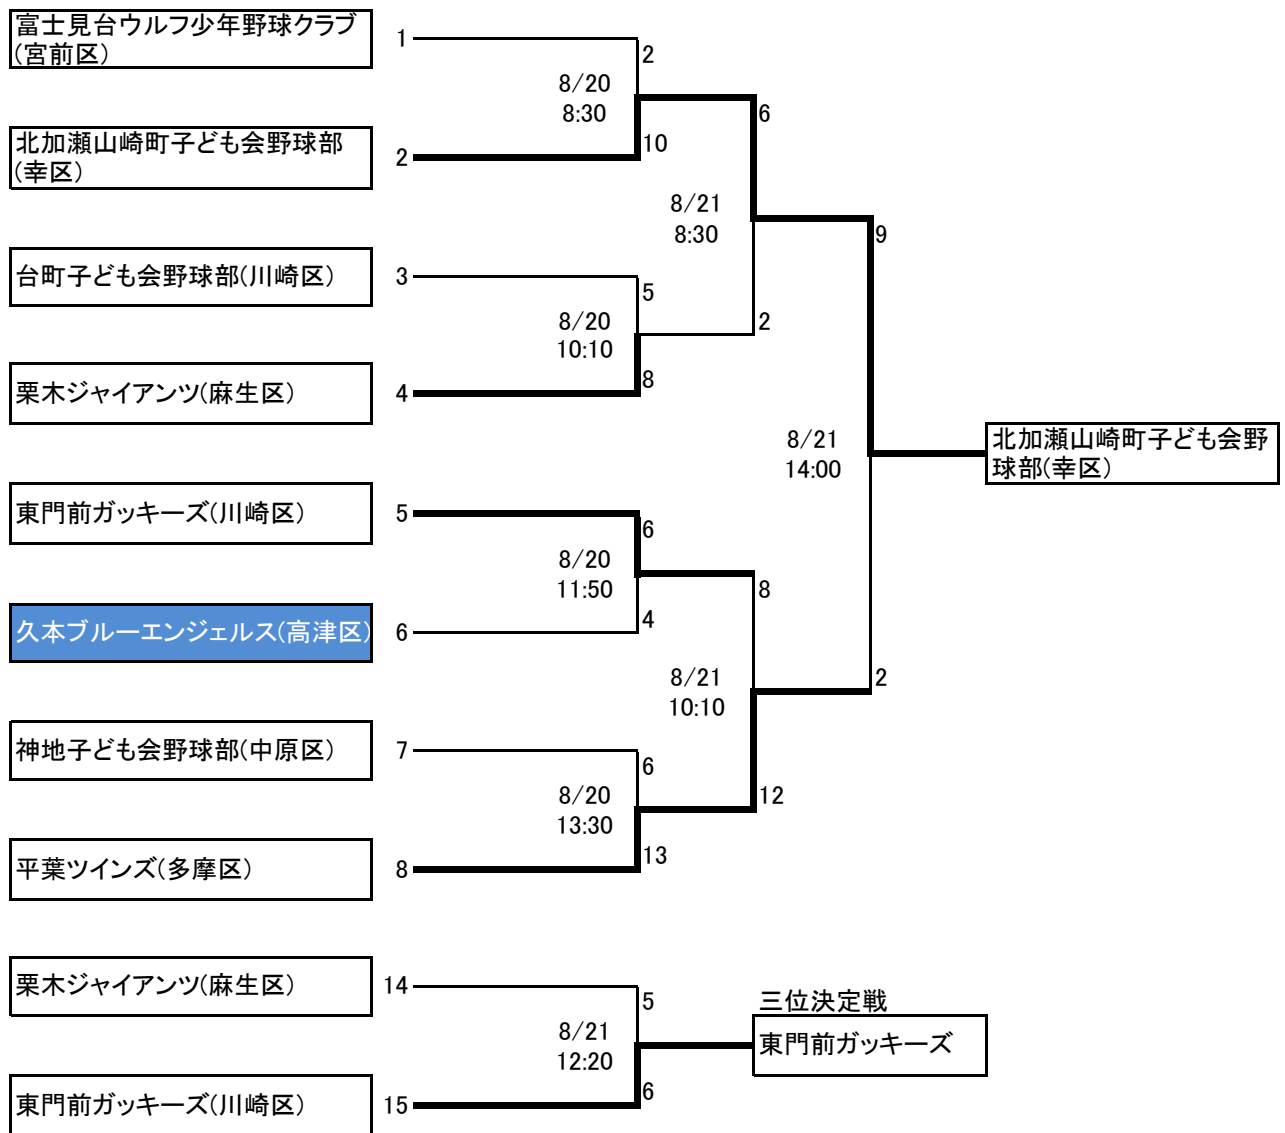 富士見台ウルフ少年野球クラブ
(宮前区)
1
2
8/20
8:30
6
北加瀬山崎町子ども会野球部
(幸区)
2
10
8/21
8:30
9
台町子ども会野球部(川崎区)
3
5
8/20
10:10
2
栗木ジャイアンツ(麻生区)
4
8
8/21
14:00
北加瀬山崎町子ども会野
球部(幸区)
東門前ガッキーズ(川崎区)
5
6
8/20
11:50
8
久本ブルーエンジェルス(高津区)
6
4
8/21
10:10
2
神地子ども会野球部(中原区)
7
6
8/20
13:30
12
平葉ツインズ(多摩区)
8
13
栗木ジャイアンツ(麻生区)
14
5
8/21
12:20
三位決定戦
東門前ガッキーズ
東門前ガッキーズ(川崎区)
15
6